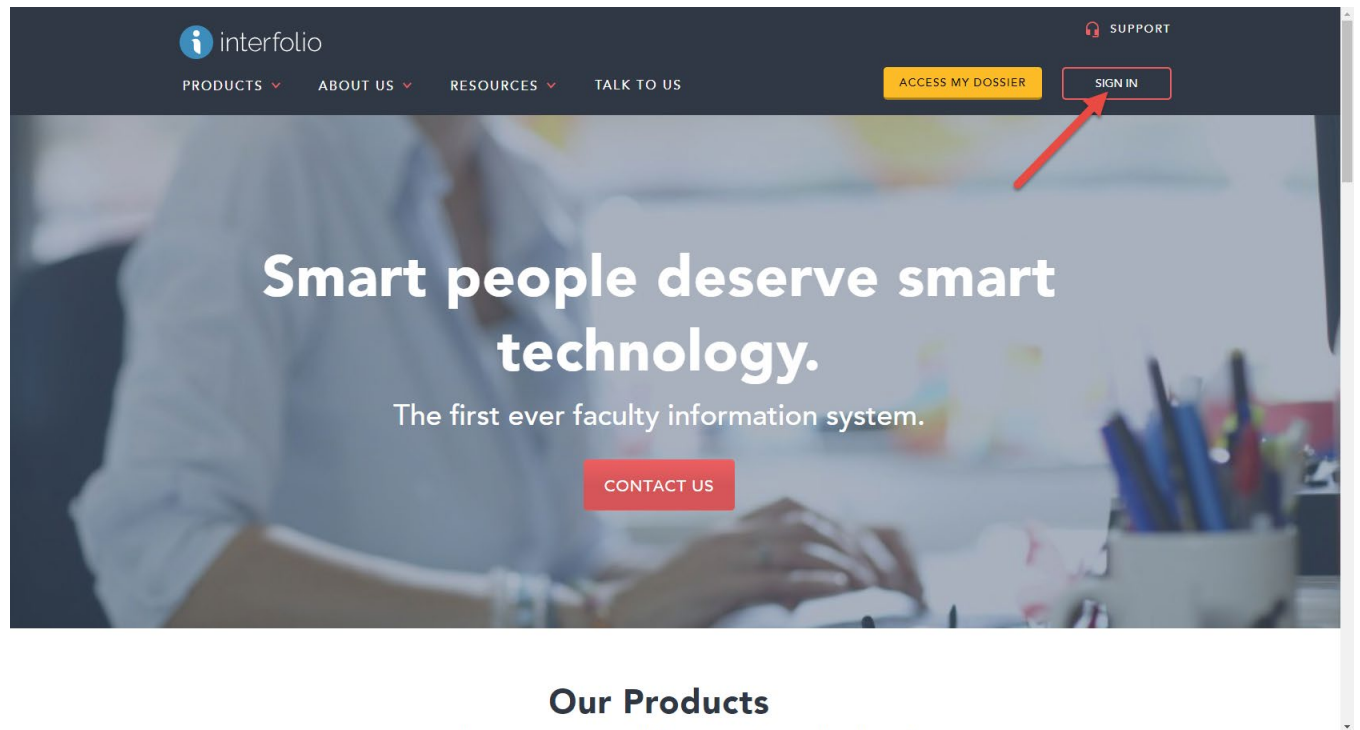 interfolio
SUPPORT
PRODUCTS ABOUT US RESOURCES TALK TO US ACCESS MY DOSSIER SIGN IN
Smart people deserve smart
technology.
The first ever faculty information system.
CONTACT US
Our Products